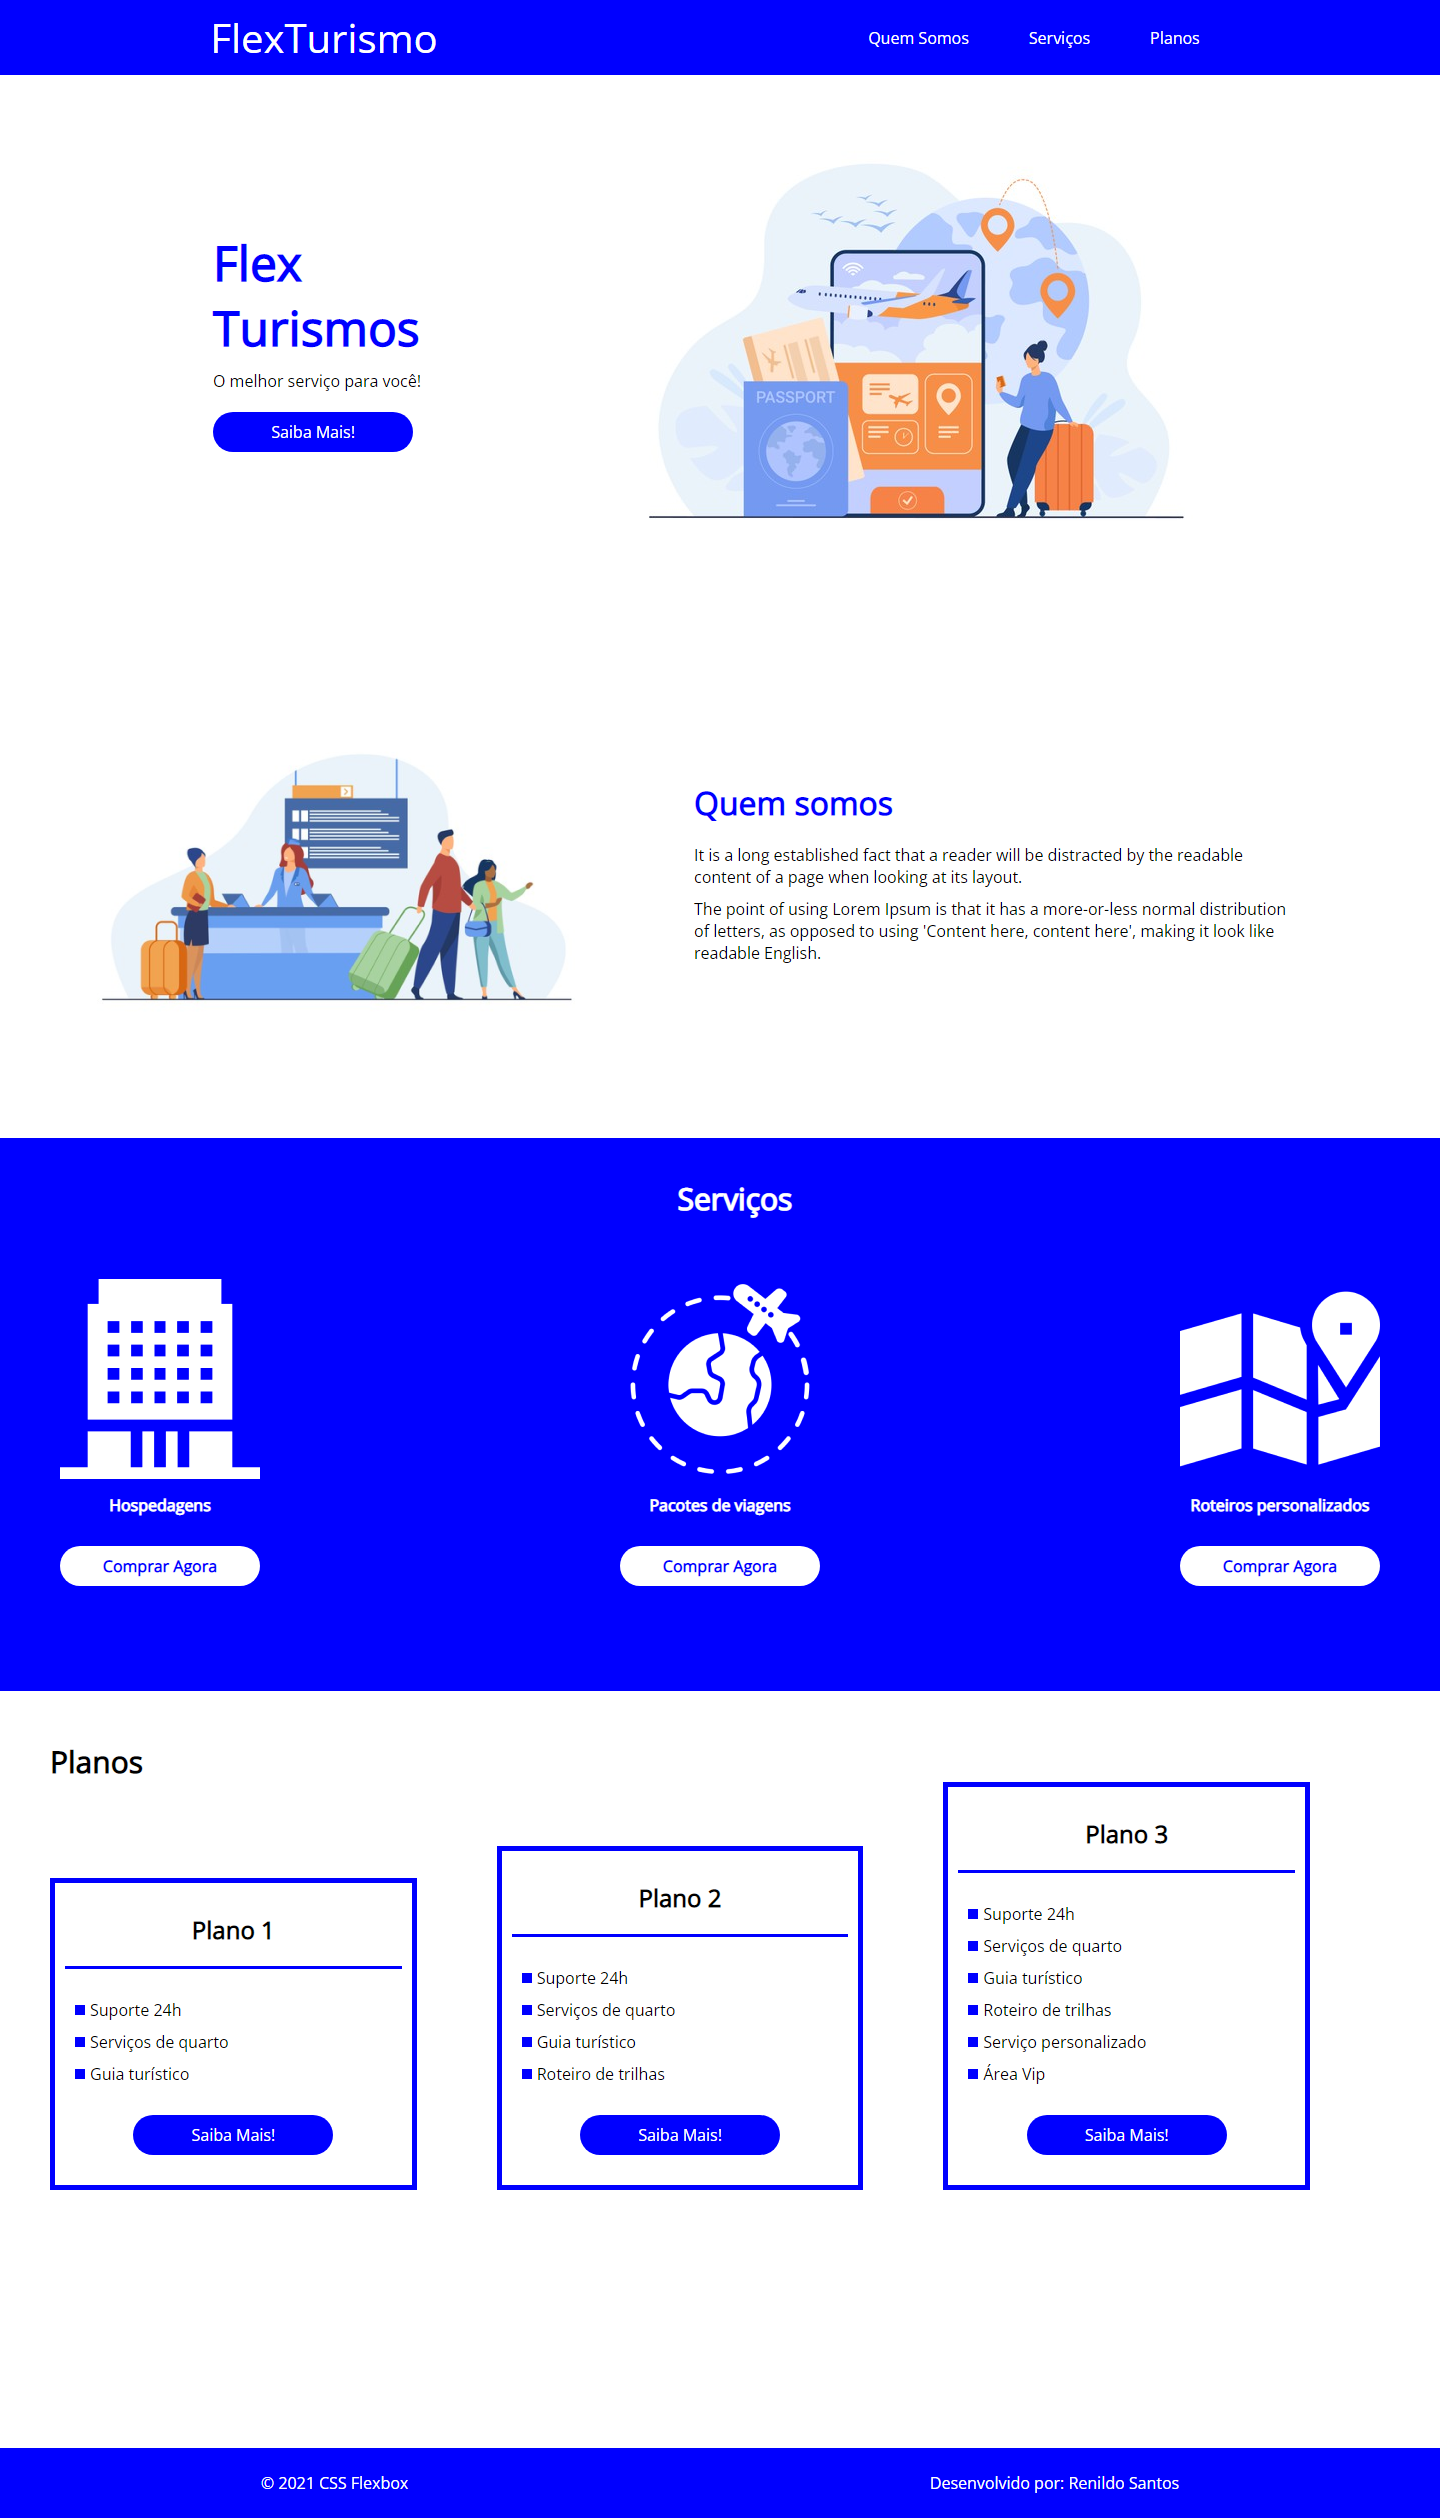 FlexTurismo
Quem Somos
Serviços
Planos
Flex
Turismos
O melhor serviço para você!
Saiba Mais!
PASSPORT
Quem somos
It is a long established fact that a reader will be distracted by the readable
content of a page when looking at its layout.
The point of using Lorem Ipsum is that it has a more-or-less normal distribution
of letters, as opposed to using 'Content here, content here', making it look like
readable English.
Serviços
Hospedagens
Comprar Agora
Pacotes de viagens
Comprar Agora
Roteiros personalizados
Comprar Agora
Planos
Plano 1
Suporte 24h
Serviços de quarto
Guia turístico
Saiba Mais!
Plano 2
Suporte 24h
Serviços de quarto
Guia turístico
Roteiro de trilhas
Saiba Mais!
Plano 3
Suporte 24h
Serviços de quarto
Guia turístico
Roteiro de trilhas
Serviço personalizado
Área Vip
Saiba Mais!
© 2021 CSS Flexbox
Desenvolvido por: Renildo Santos